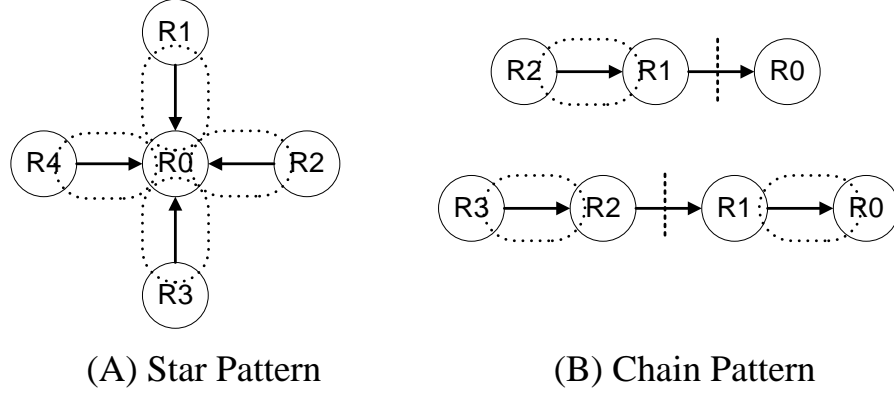 R1
R4 R0 R2
R3
(A) Star Pattern
R2 R1 R0
R3 R2 R1 R0
(B) Chain Pattern